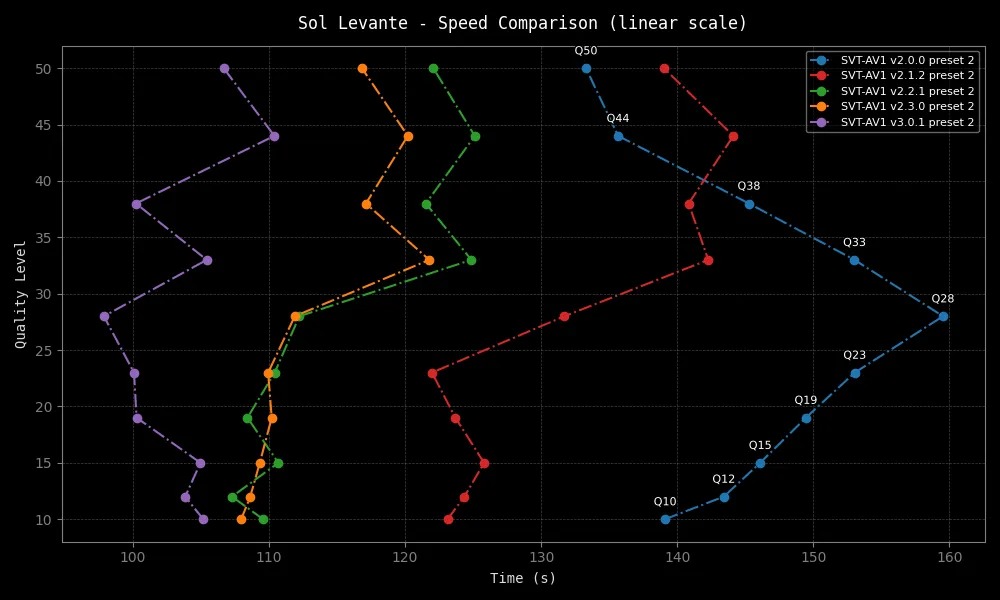 Sol Levante - Speed Comparison (linear scale)
SVT-AV1 v2.0.0 preset 2
SVT-AV1 v2.1.2 preset 2
SVT-AV1 v2.2.1 preset 2
SVT-AV1 v2.3.0 preset 2
SVT-AV1 v3.0.1 preset 2
Q50
Q44
Q38
Q33
Q28
Q23
Q19
Q15
Q12
Q10
Quality Level
50
45
40
35
30
25
20
15
10
100 110 120 130 140 150 160
Time (s)